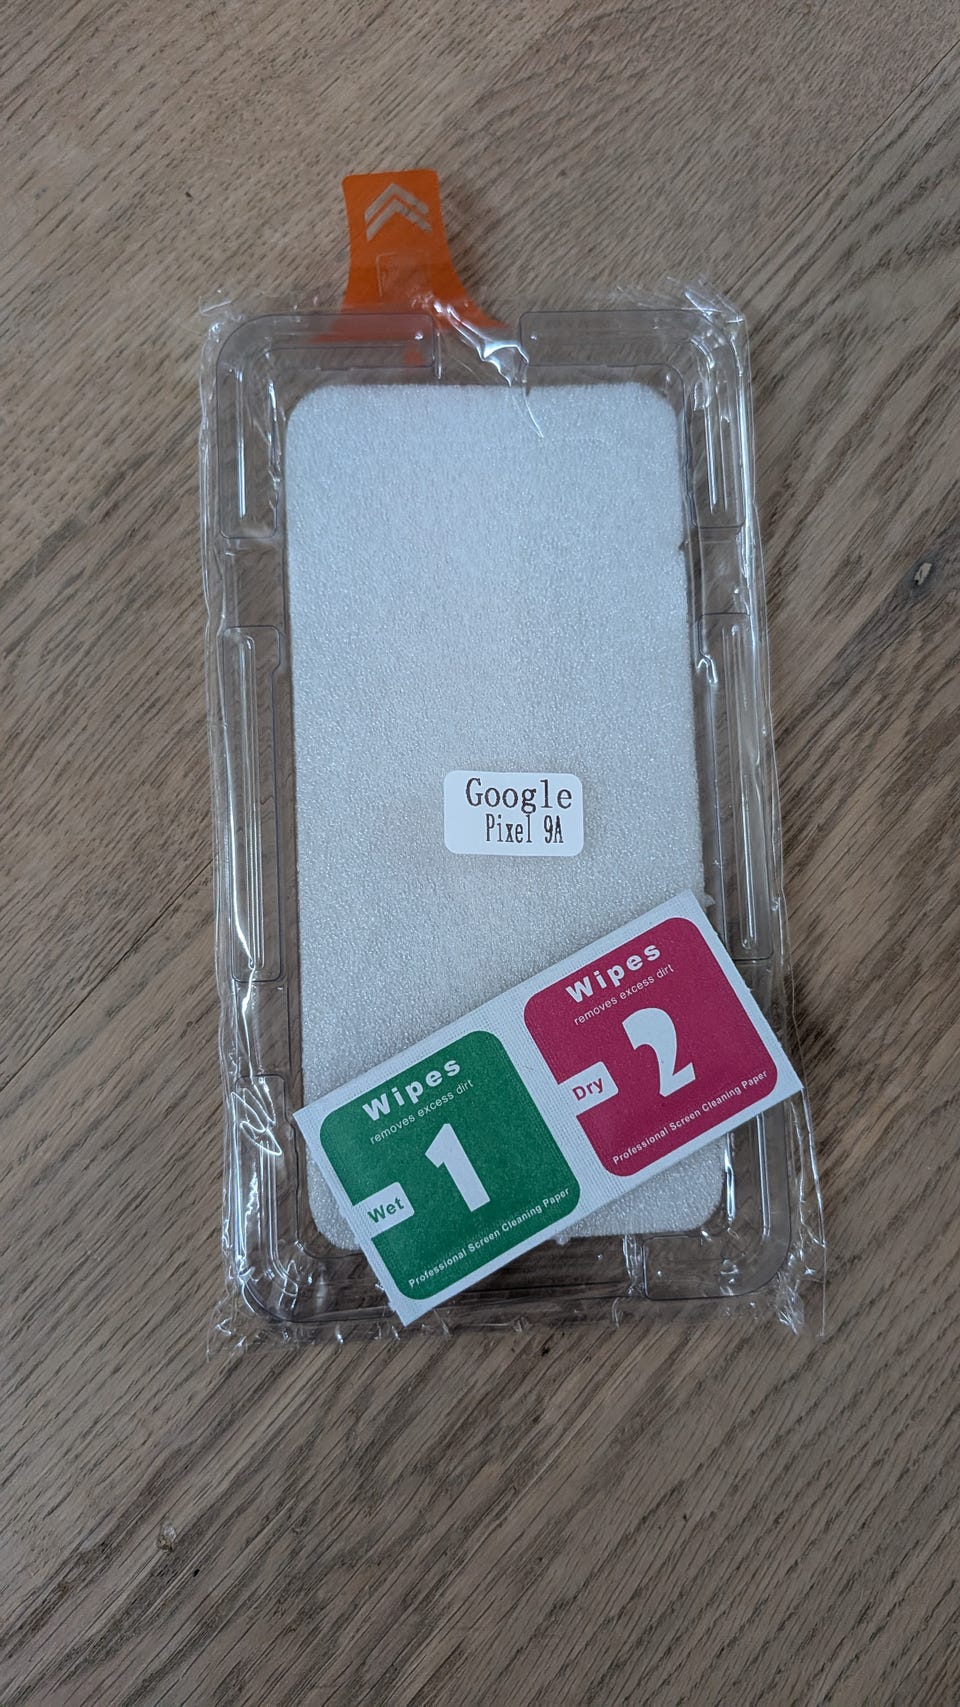 Google
Pixel 9A
Wipes
removes excess dirt
1
Wet
Professional Screen Cleaning Paper
Wipes
removes excess dirt
2
Dry
Professional Screen Cleaning Paper